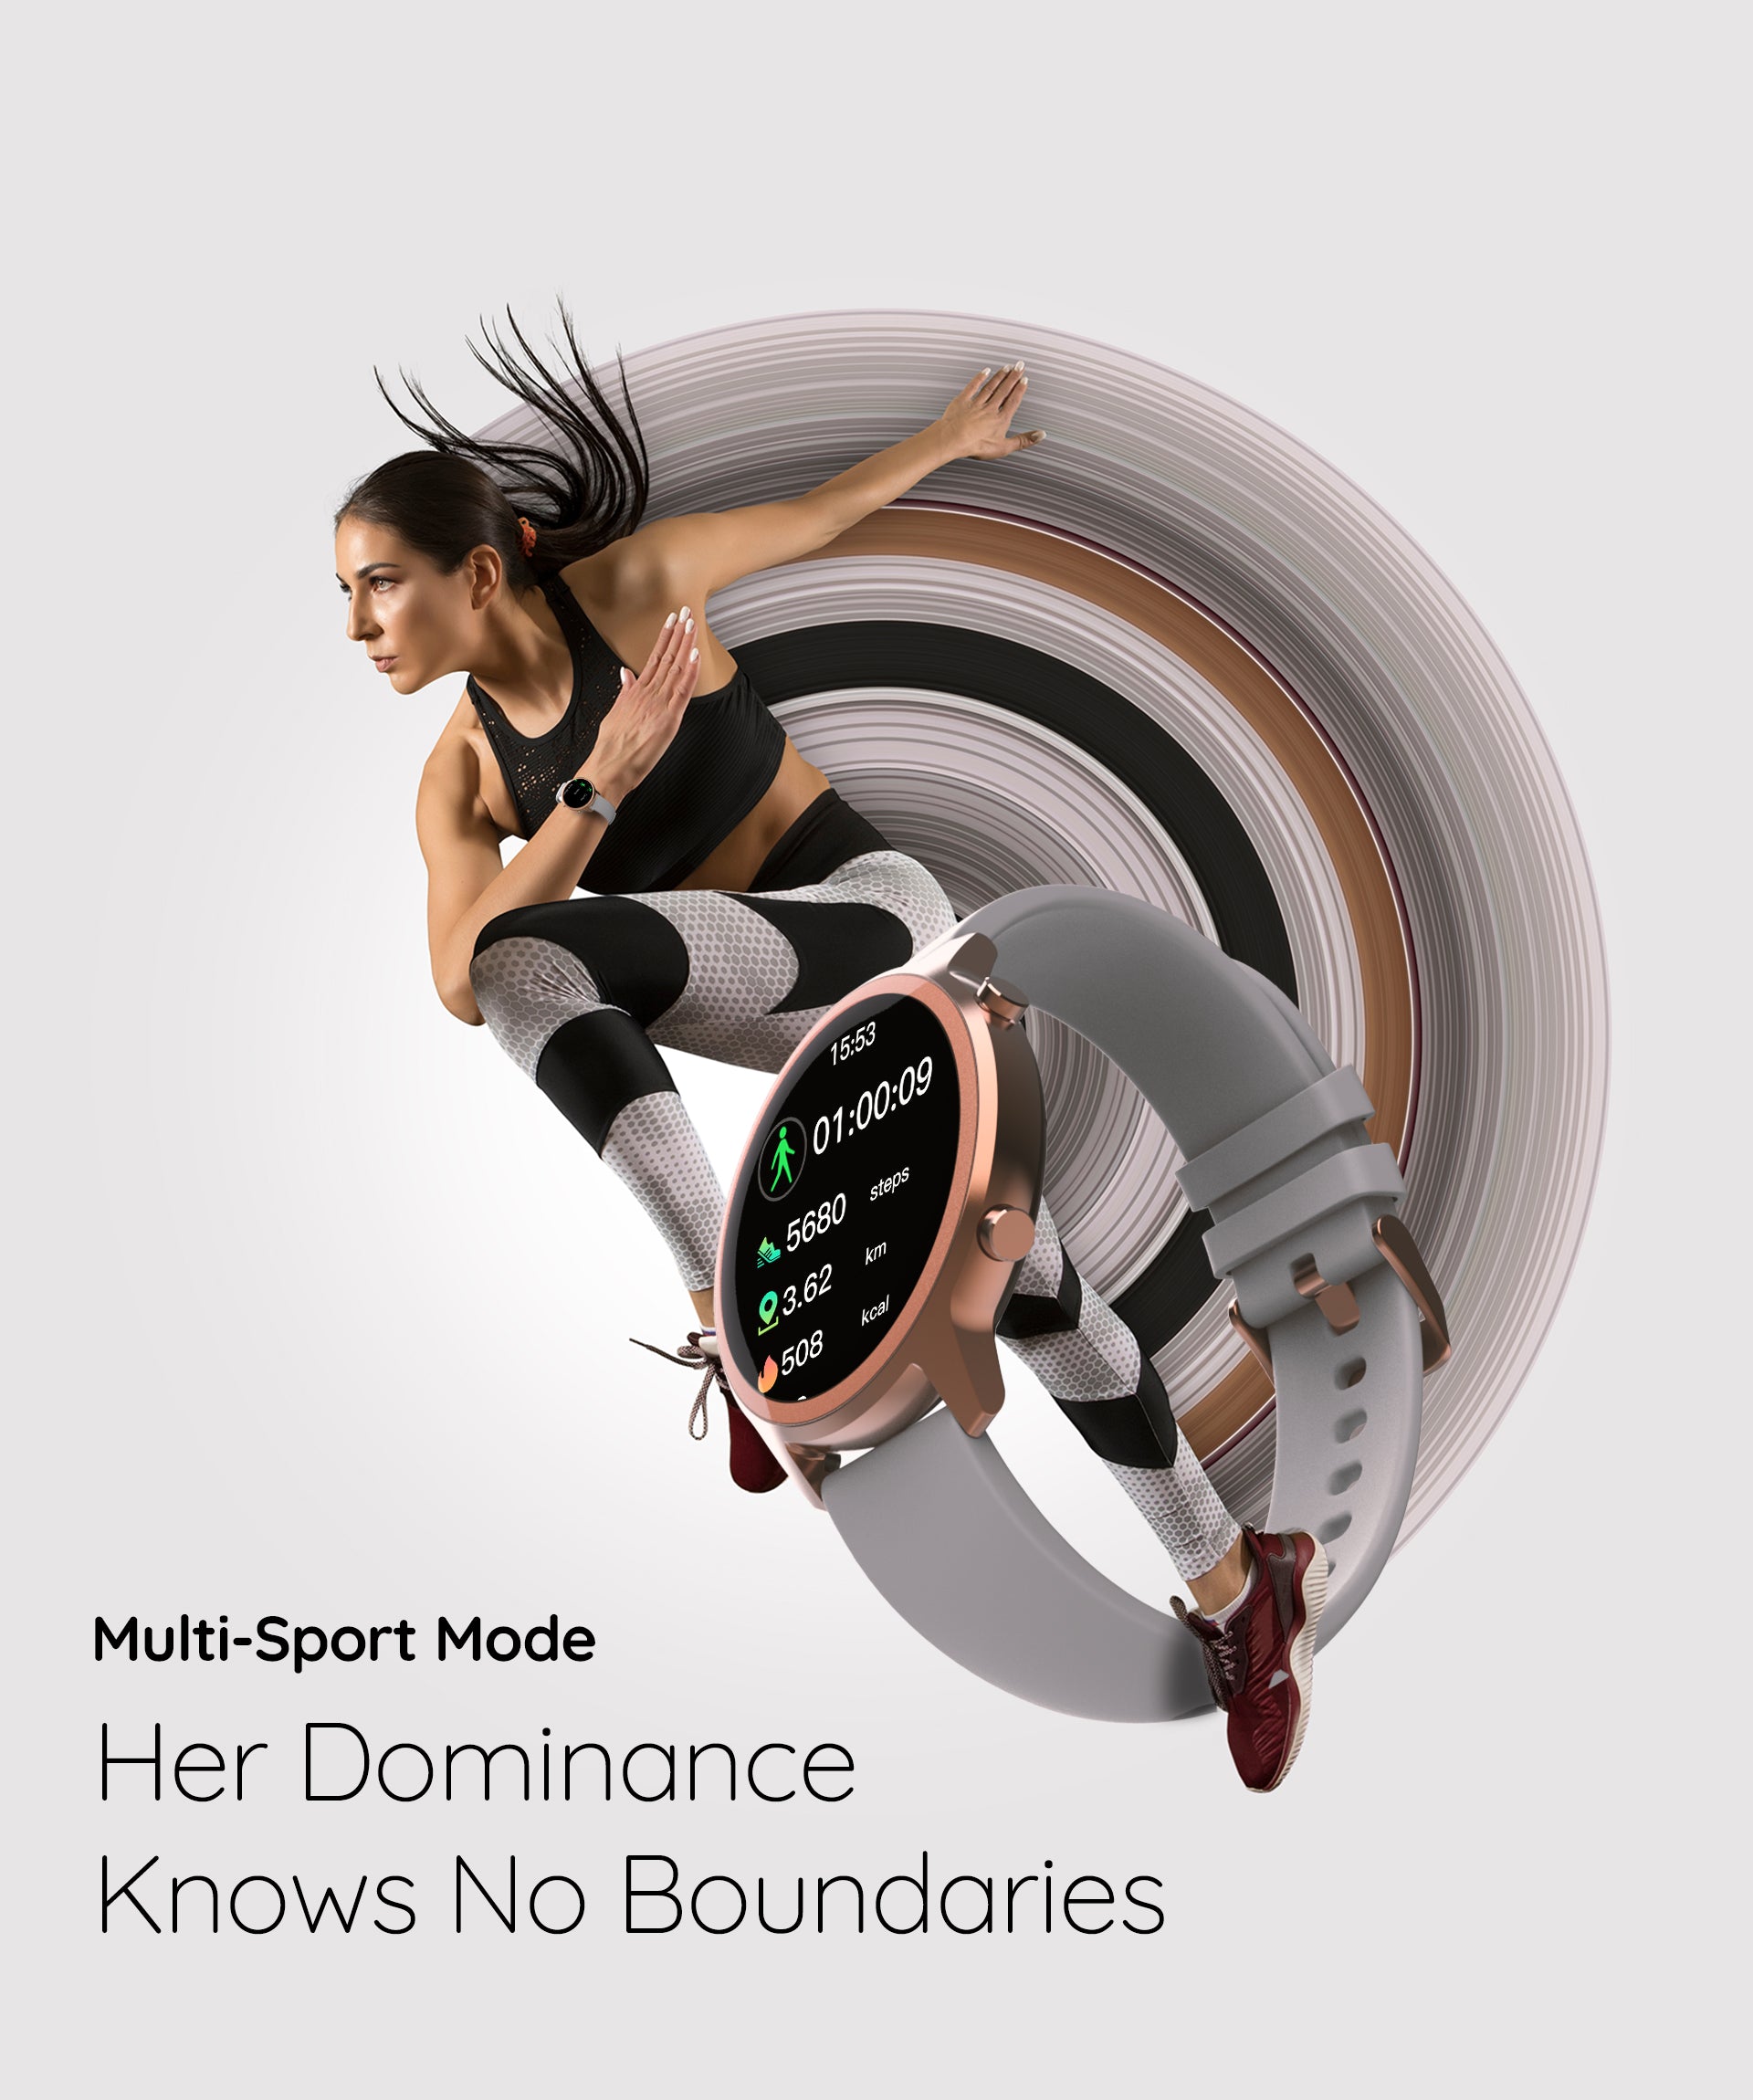 15:53
01:00:09
5680 steps
3.62 km
508 kcal
Multi-Sport Mode
Her Dominance
Knows No Boundaries